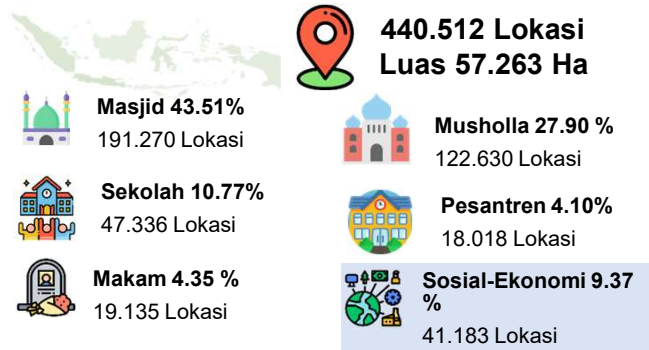 440.512 Lokasi
Luas 57.263 Ha
Masjid 43.51%
191.270 Lokasi
Musholla 27.90 %
122.630 Lokasi
Sekolah 10.77%
47.336 Lokasi
Pesantren 4.10%
18.018 Lokasi
Makam 4.35 %
19.135 Lokasi
Sosial-Ekonomi 9.37
%
41.183 Lokasi